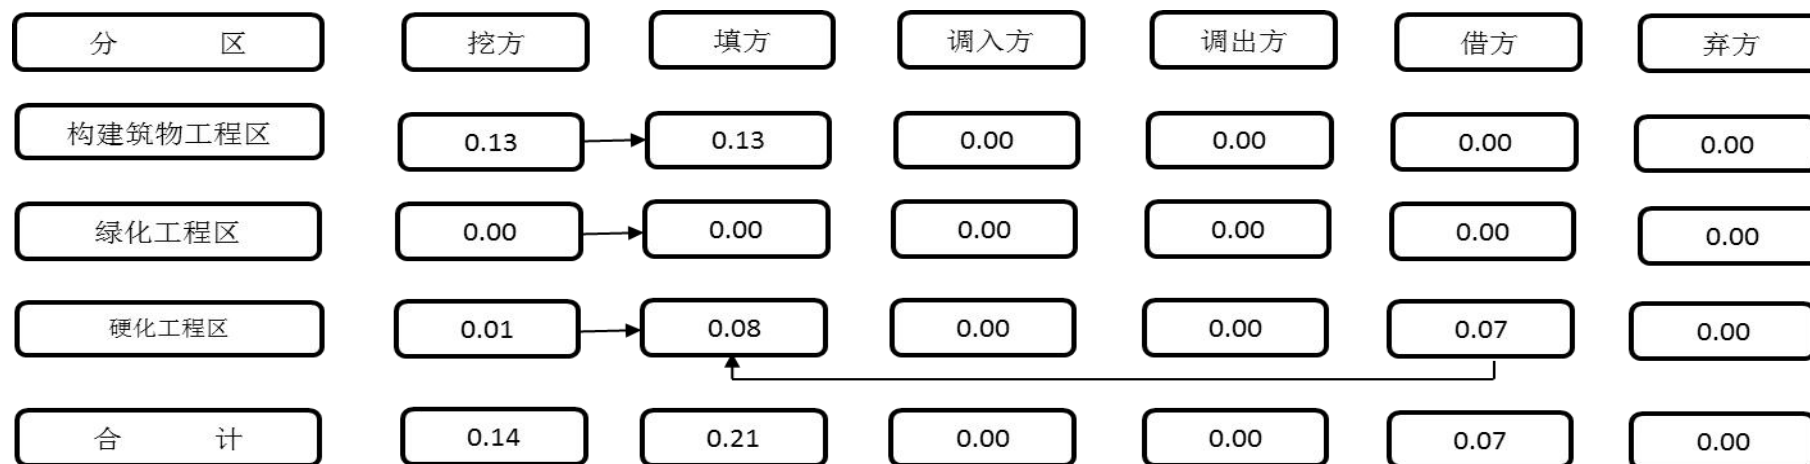 分 区 挖方 填方 调入方 调出方 借方 弃方
构建筑物工程区 0.13 0.13 0.00 0.00 0.00 0.00
绿化工程区 0.00 0.00 0.00 0.00 0.00 0.00
硬化工程区 0.01 0.08 0.00 0.00 0.07 0.00
合 计 0.14 0.21 0.00 0.00 0.07 0.00